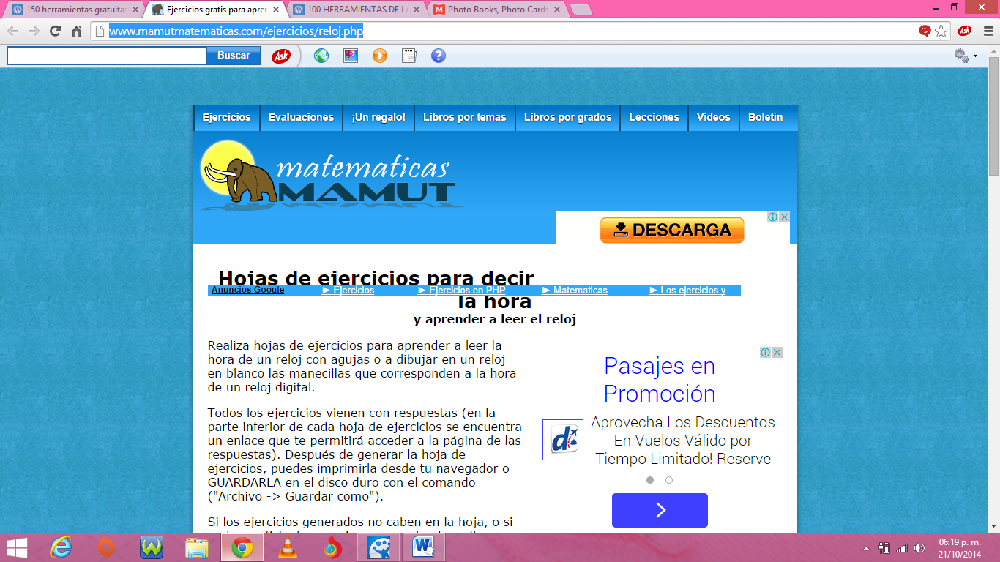 150 herramientas gratuitas
Ejercicios gratis para apren
100 HERRAMIENTAS DE LA
Photo Books, Photo Cards
www.mamutmatematicas.com/ejercicios/reloj.php
Ask
Buscar
Ask
Ejercicios
Evaluaciones
¡Un regalo!
Libros por temas
Libros por grados
Lecciones
Videos
Boletín
matematicas
MAMUT
DESCARGA
Hojas de ejercicios para decir
Anuncios Google
► Ejercicios
► Ejercicios en PHP
► Matematicas
► Los ejercicios y
la hora
y aprender a leer el reloj
Realiza hojas de ejercicios para aprender a leer la
hora de un reloj con agujas o a dibujar en un reloj
en blanco las manecillas que corresponden a la hora
de un reloj digital.
Todos los ejercicios vienen con respuestas (en la
parte inferior de cada hoja de ejercicios se encuentra
un enlace que te permitirá acceder a la página de las
respuestas). Después de generar la hoja de
ejercicios, puedes imprimirla desde tu navegador o
GUARDARLA en el disco duro con el comando
("Archivo -> Guardar como").
Si los ejercicios generados no caben en la hoja, o si
Pasajes en
Promoción
d
Aprovecha Los Descuentos
En Vuelos Válido por
Tiempo Limitado! Reserve
06:19 p. m.
21/10/2014